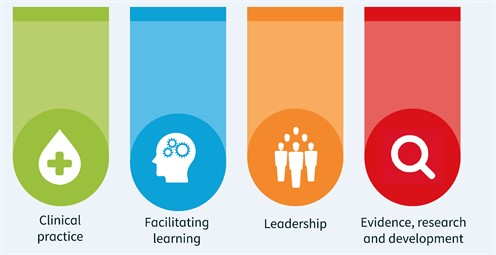 Clinical
practice
Facilitating
learning
Leadership
Evidence, research
and development